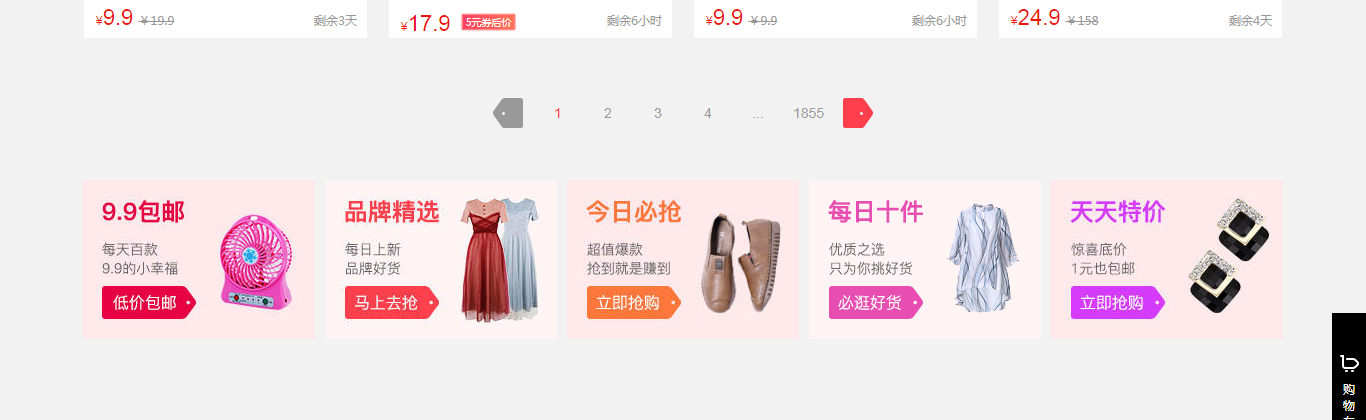 ¥9.9 ¥19.9 剩余3天
¥17.9 5元券后价 剩余6小时
¥9.9 ¥9.9 剩余6小时
¥24.9 ¥158 剩余4天
1 2 3 4 ... 1855
9.9包邮
每天百款
9.9的小幸福
低价包邮
品牌精选
每日上新
品牌好货
马上去抢
今日必抢
超值爆款
抢到就是赚到
立即抢购
每日十件
优质之选
只为你挑好货
必逛好货
天天特价
惊喜底价
1元也包邮
立即抢购
购
物